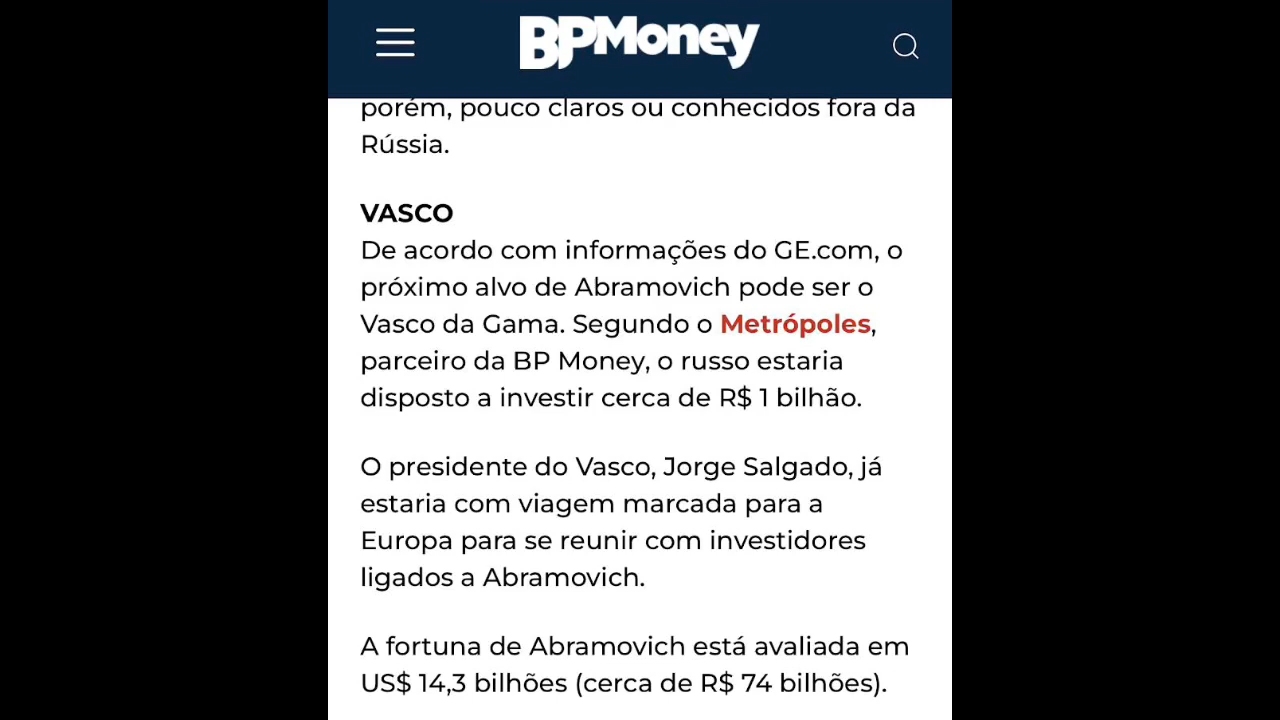 BPMoney
porém, pouco claros ou conhecidos fora da
Rússia.
VASCO
De acordo com informações do GE.com, o
próximo alvo de Abramovich pode ser o
Vasco da Gama. Segundo o Metrópoles,
parceiro da BP Money, o russo estaria
disposto a investir cerca de R$ 1 bilhão.
O presidente do Vasco, Jorge Salgado, já
estaria com viagem marcada para a
Europa para se reunir com investidores
ligados a Abramovich.
A fortuna de Abramovich está avaliada em
US$ 14,3 bilhões (cerca de R$ 74 bilhões).